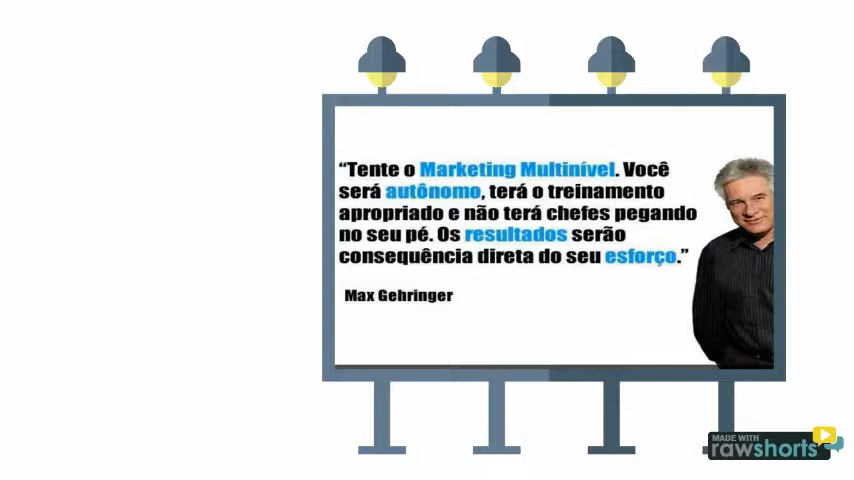 “Tente o Marketing Multinível. Você
será autônomo, terá o treinamento
apropriado e não terá chefes pegando
no seu pé. Os resultados serão
consequência direta do seu esforço.”
Max Gehringer
MADE WITH
rawshorts